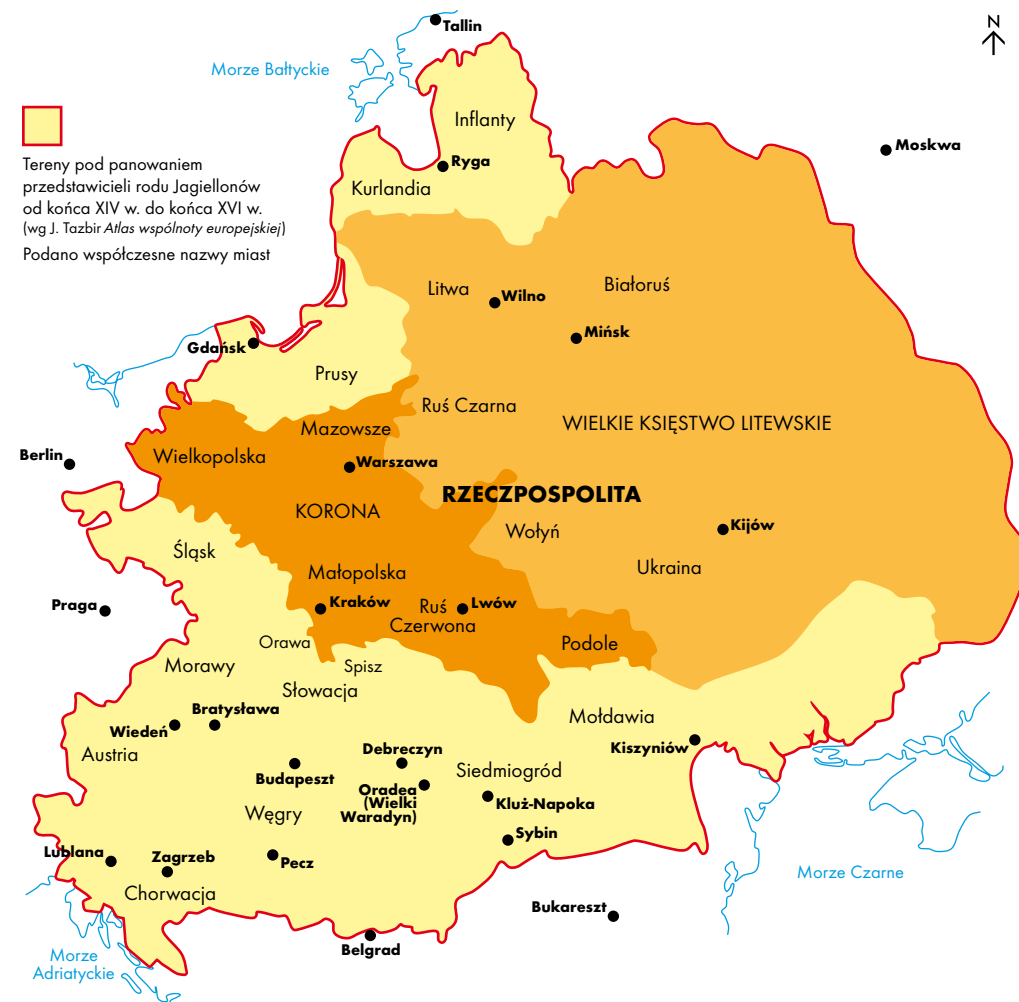 Tallin
N
Morze Bałtyckie
Inflanty
Moskwa
Ryga
Tereny pod panowaniem
przedstawicieli rodu Jagiellonów
od końca XIV w. do końca XVI w.
(wg J. Tazbir Atlas wspólnoty europejskiej)
Podano współczesne nazwy miast
Kurlandia
Litwa
Wilno
Białoruś
Mińsk
Gdańsk
Prusy
Ruś Czarna
Mazowsze
WIELKIE KSIĘSTWO LITEWSKIE
Berlin
Wielkopolska
Warszawa
RZECZPOSPOLITA
KORONA
Wołyń
Kijów
Śląsk
Ukraina
Małopolska
Praga
Kraków
Ruś
Czerwona
Lwów
Orawa
Podole
Morawy
Spisz
Słowacja
Bratysława
Mołdawia
Wiedeń
Austria
Debreczyn
Kiszyniów
Budapeszt
Siedmiogród
Oradea
(Wielki
Waradyn)
Kluż-Napoka
Węgry
Sybin
Lublana
Zagrzeb
Pecz
Morze Czarne
Chorwacja
Bukareszt
Belgrad
Morze
Adriatyckie